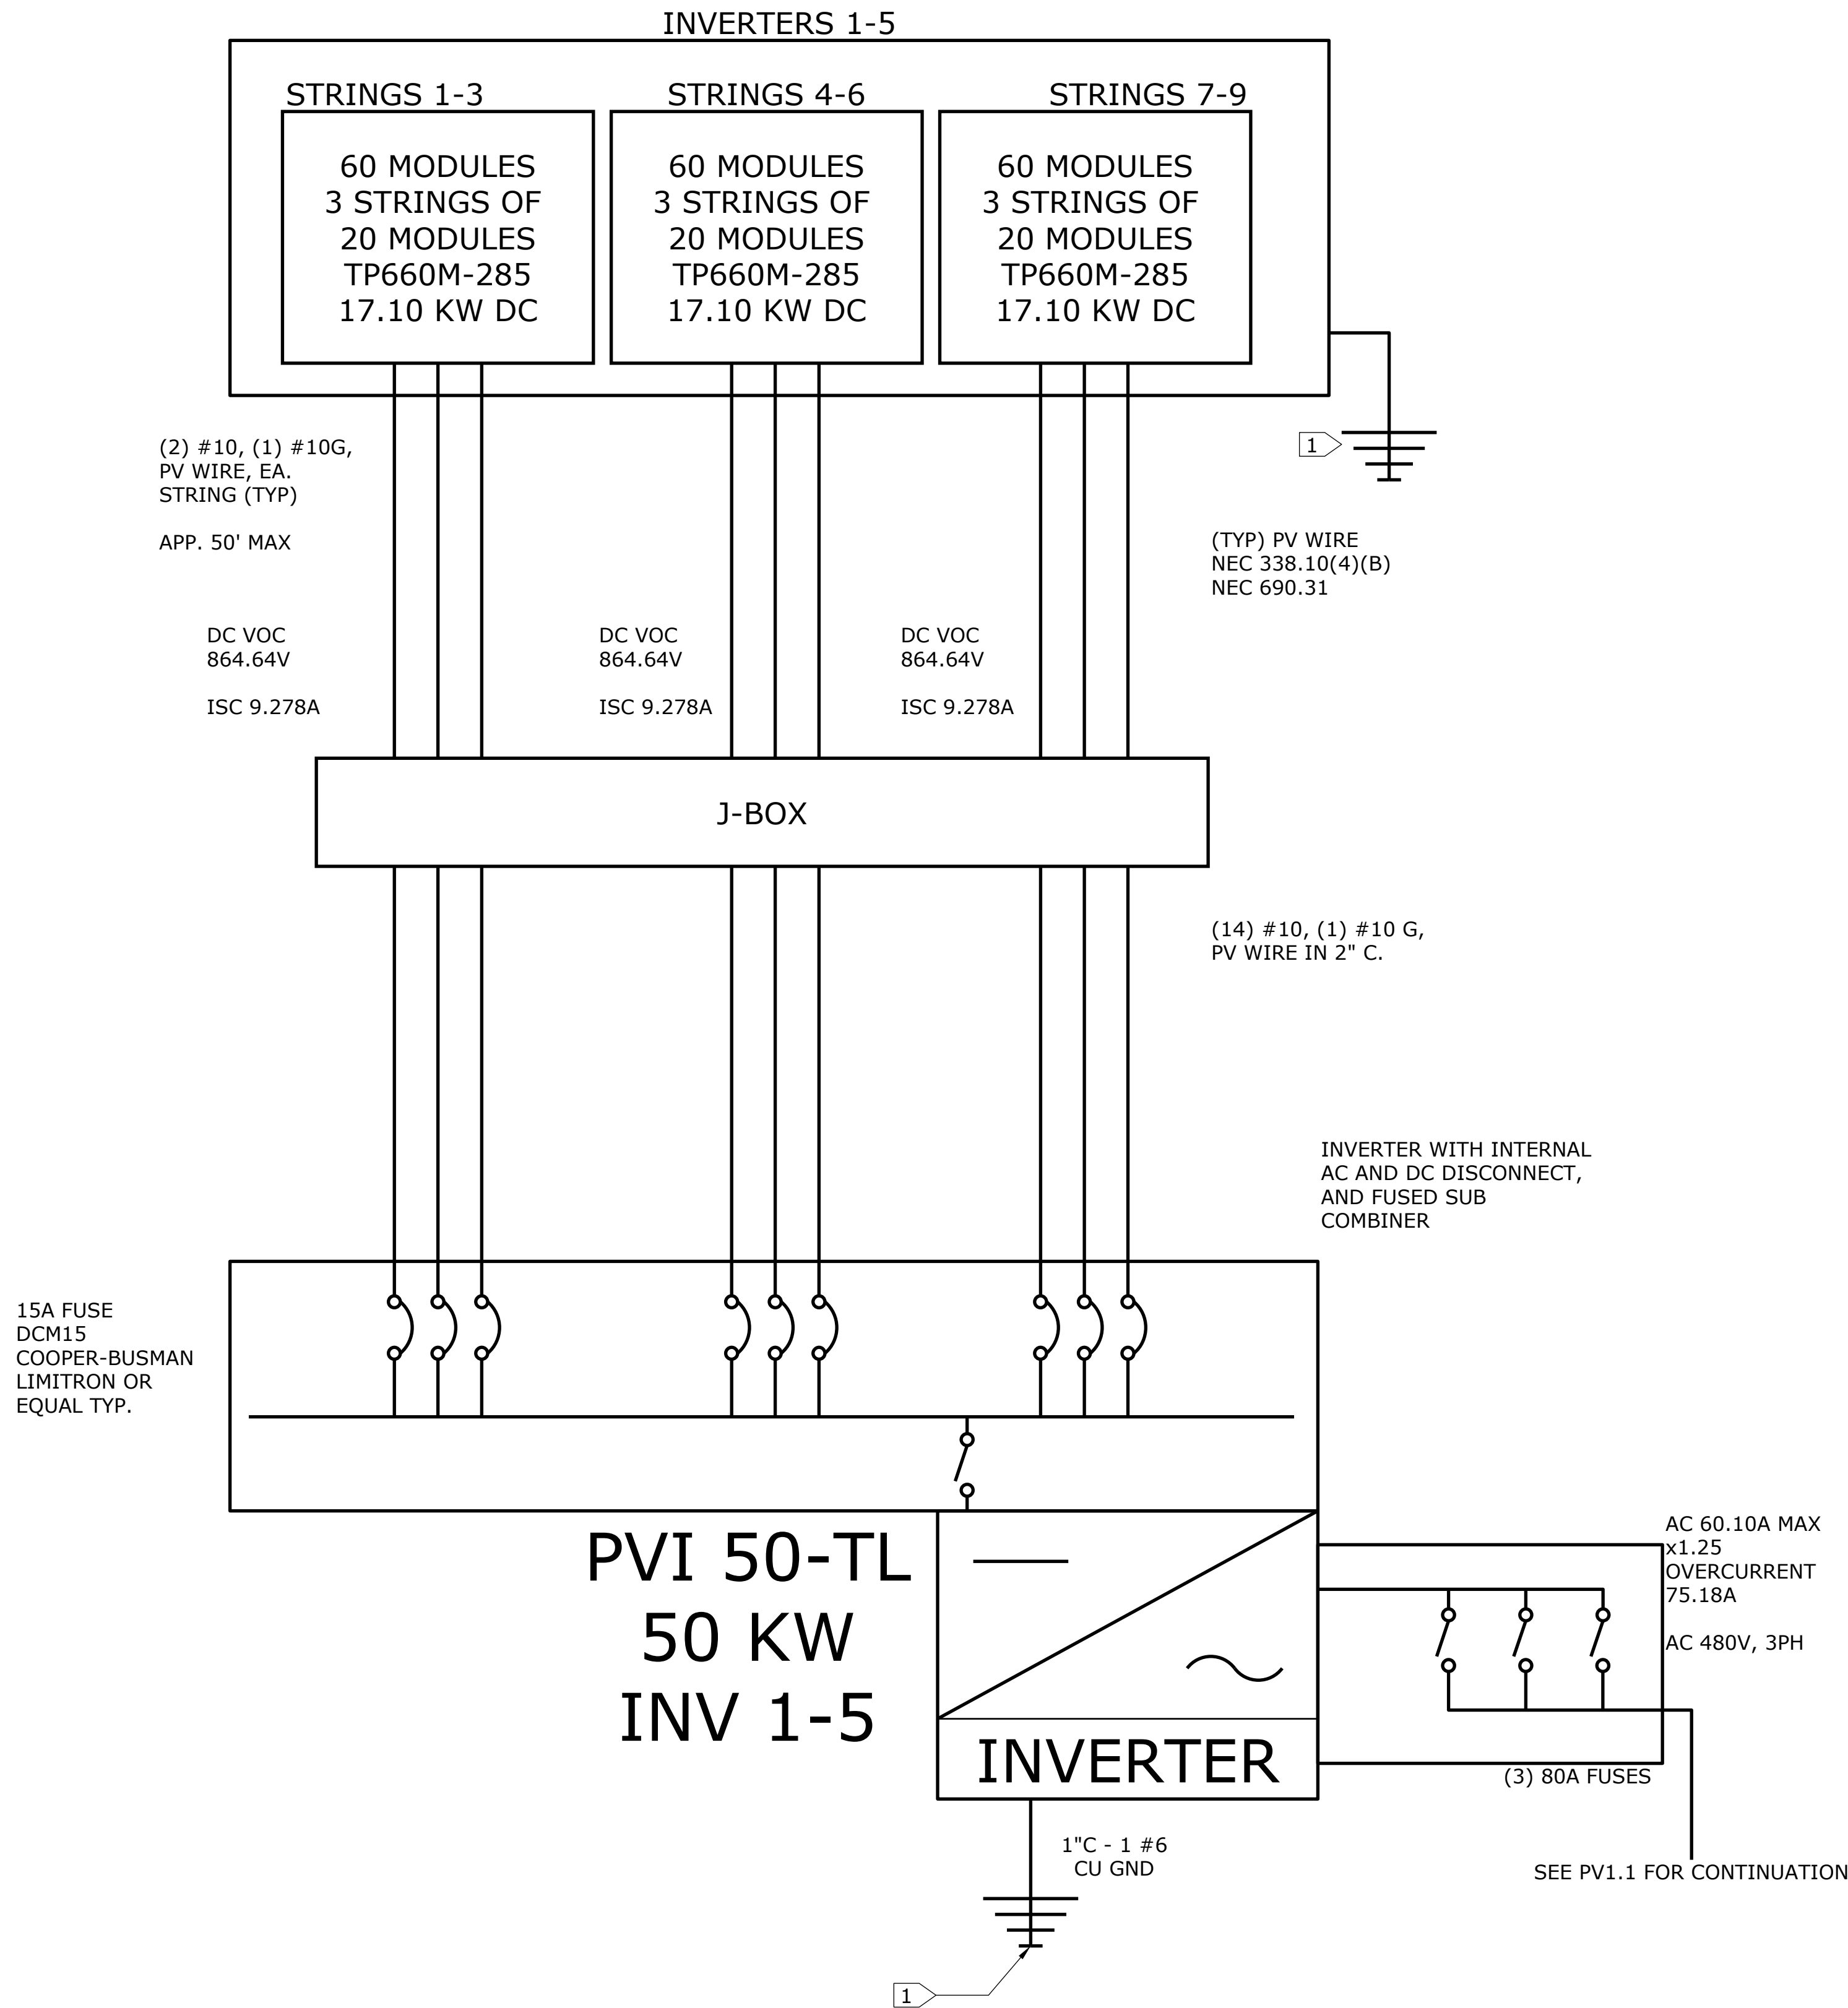 INVERTERS 1-5
STRINGS 1-3
60 MODULES
3 STRINGS OF
20 MODULES
TP660M-285
17.10 KW DC
STRINGS 4-6
60 MODULES
3 STRINGS OF
20 MODULES
TP660M-285
17.10 KW DC
STRINGS 7-9
60 MODULES
3 STRINGS OF
20 MODULES
TP660M-285
17.10 KW DC
(2) #10, (1) #10G,
PV WIRE, EA.
STRING (TYP)
APP. 50' MAX
1
(TYP) PV WIRE
NEC 338.10(4)(B)
NEC 690.31
DC VOC
864.64V
ISC 9.278A
DC VOC
864.64V
ISC 9.278A
DC VOC
864.64V
ISC 9.278A
J-BOX
(14) #10, (1) #10 G,
PV WIRE IN 2" C.
INVERTER WITH INTERNAL
AC AND DC DISCONNECT,
AND FUSED SUB
COMBINER
15A FUSE
DCM15
COOPER-BUSMAN
LIMITRON OR
EQUAL TYP.
PVI 50-TL
50 KW
INV 1-5
INVERTER
AC 60.10A MAX
x1.25
OVERCURRENT
75.18A
AC 480V, 3PH
(3) 80A FUSES
1"C - 1 #6
CU GND
SEE PV1.1 FOR CONTINUATION
1